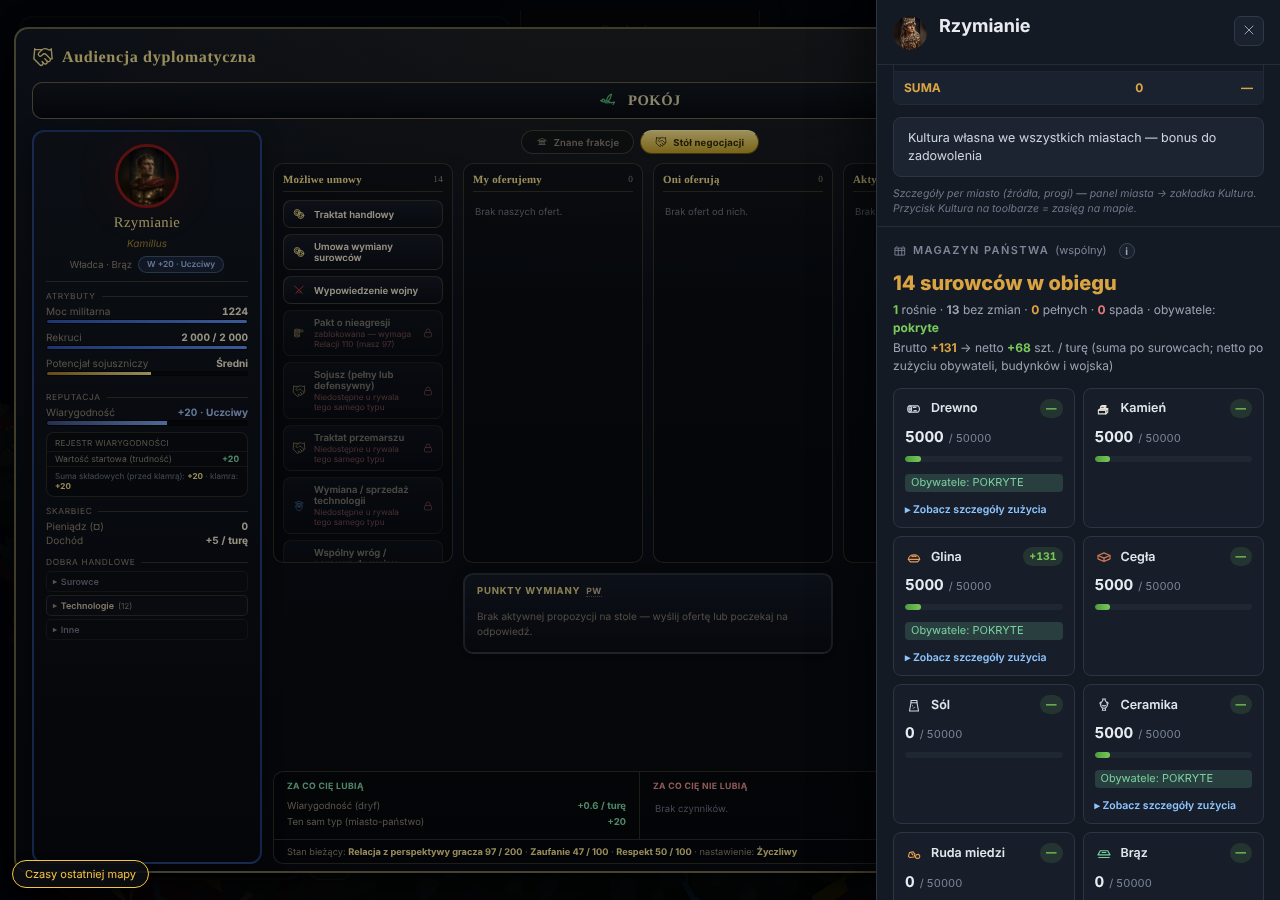 Audiencja dyplomatyczna
POKÓJ
Rzymianie
Kamillus
Władca · Brąz
W +20 · Uczciwy
ATRYBUTY
Moc militarna 1224
Rekruci 2 000 / 2 000
Potencjał sojuszniczy Średni
REPUTACJA
Wiarygodność +20 · Uczciwy
REJESTR WIARYGODNOŚCI
Wartość startowa (trudność) +20
Suma składowych (przed klamrą): +20 · klamra:
+20
SKARBIEC
Pieniądz (¤) 0
Dochód +5 / turę
DOBRA HANDLOWE
▸ Surowce
▸ Technologie (12)
▸ Inne
Znane frakcje
Stół negocjacji
Możliwe umowy 14
Traktat handlowy
Umowa wymiany
surowców
Wypowiedzenie wojny
Pakt o nieagresji
zablokowana — wymaga
Relacji 110 (masz 97)
Sojusz (pełny lub
defensywny)
Niedostępne u rywala
tego samego typu
Traktat przemarszu
Niedostępne u rywala
tego samego typu
Wymiana / sprzedaż
technologii
Niedostępne u rywala
tego samego typu
Wspólny wróg /
My oferujemy 0
Brak naszych ofert.
Oni oferują 0
Brak ofert od nich.
Akty
Brak
PUNKTY WYMIANY PW
Brak aktywnej propozycji na stole — wyślij ofertę lub poczekaj na
odpowiedź.
ZA CO CIĘ LUBIĄ
Wiarygodność (dryf) +0.6 / turę
Ten sam typ (miasto-państwo) +20
ZA CO CIĘ NIE LUBIĄ
Brak czynników.
Stan bieżący: Relacja z perspektywy gracza 97 / 200 · Zaufanie 47 / 100 · Respekt 50 / 100 · nastawienie: Życzliwy
Czasy ostatniej mapy
Rzymianie
SUMA 0 —
Kultura własna we wszystkich miastach — bonus do
zadowolenia
Szczegóły per miasto (źródła, progi) — panel miasta → zakładka Kultura.
Przycisk Kultura na toolbarze = zasięg na mapie.
MAGAZYN PAŃSTWA (wspólny) i
14 surowców w obiegu
1 rośnie · 13 bez zmian · 0 pełnych · 0 spada · obywatele:
pokryte
Brutto +131 → netto +68 szt. / turę (suma po surowcach; netto po
zużyciu obywateli, budynków i wojska)
Drewno —
5000 / 50000
Obywatele: POKRYTE
▸ Zobacz szczegóły zużycia
Kamień —
5000 / 50000
Glina +131
5000 / 50000
Obywatele: POKRYTE
▸ Zobacz szczegóły zużycia
Cegła —
5000 / 50000
Sól —
0 / 50000
Ceramika —
5000 / 50000
Obywatele: POKRYTE
▸ Zobacz szczegóły zużycia
Ruda miedzi —
0 / 50000
Brąz —
0 / 50000